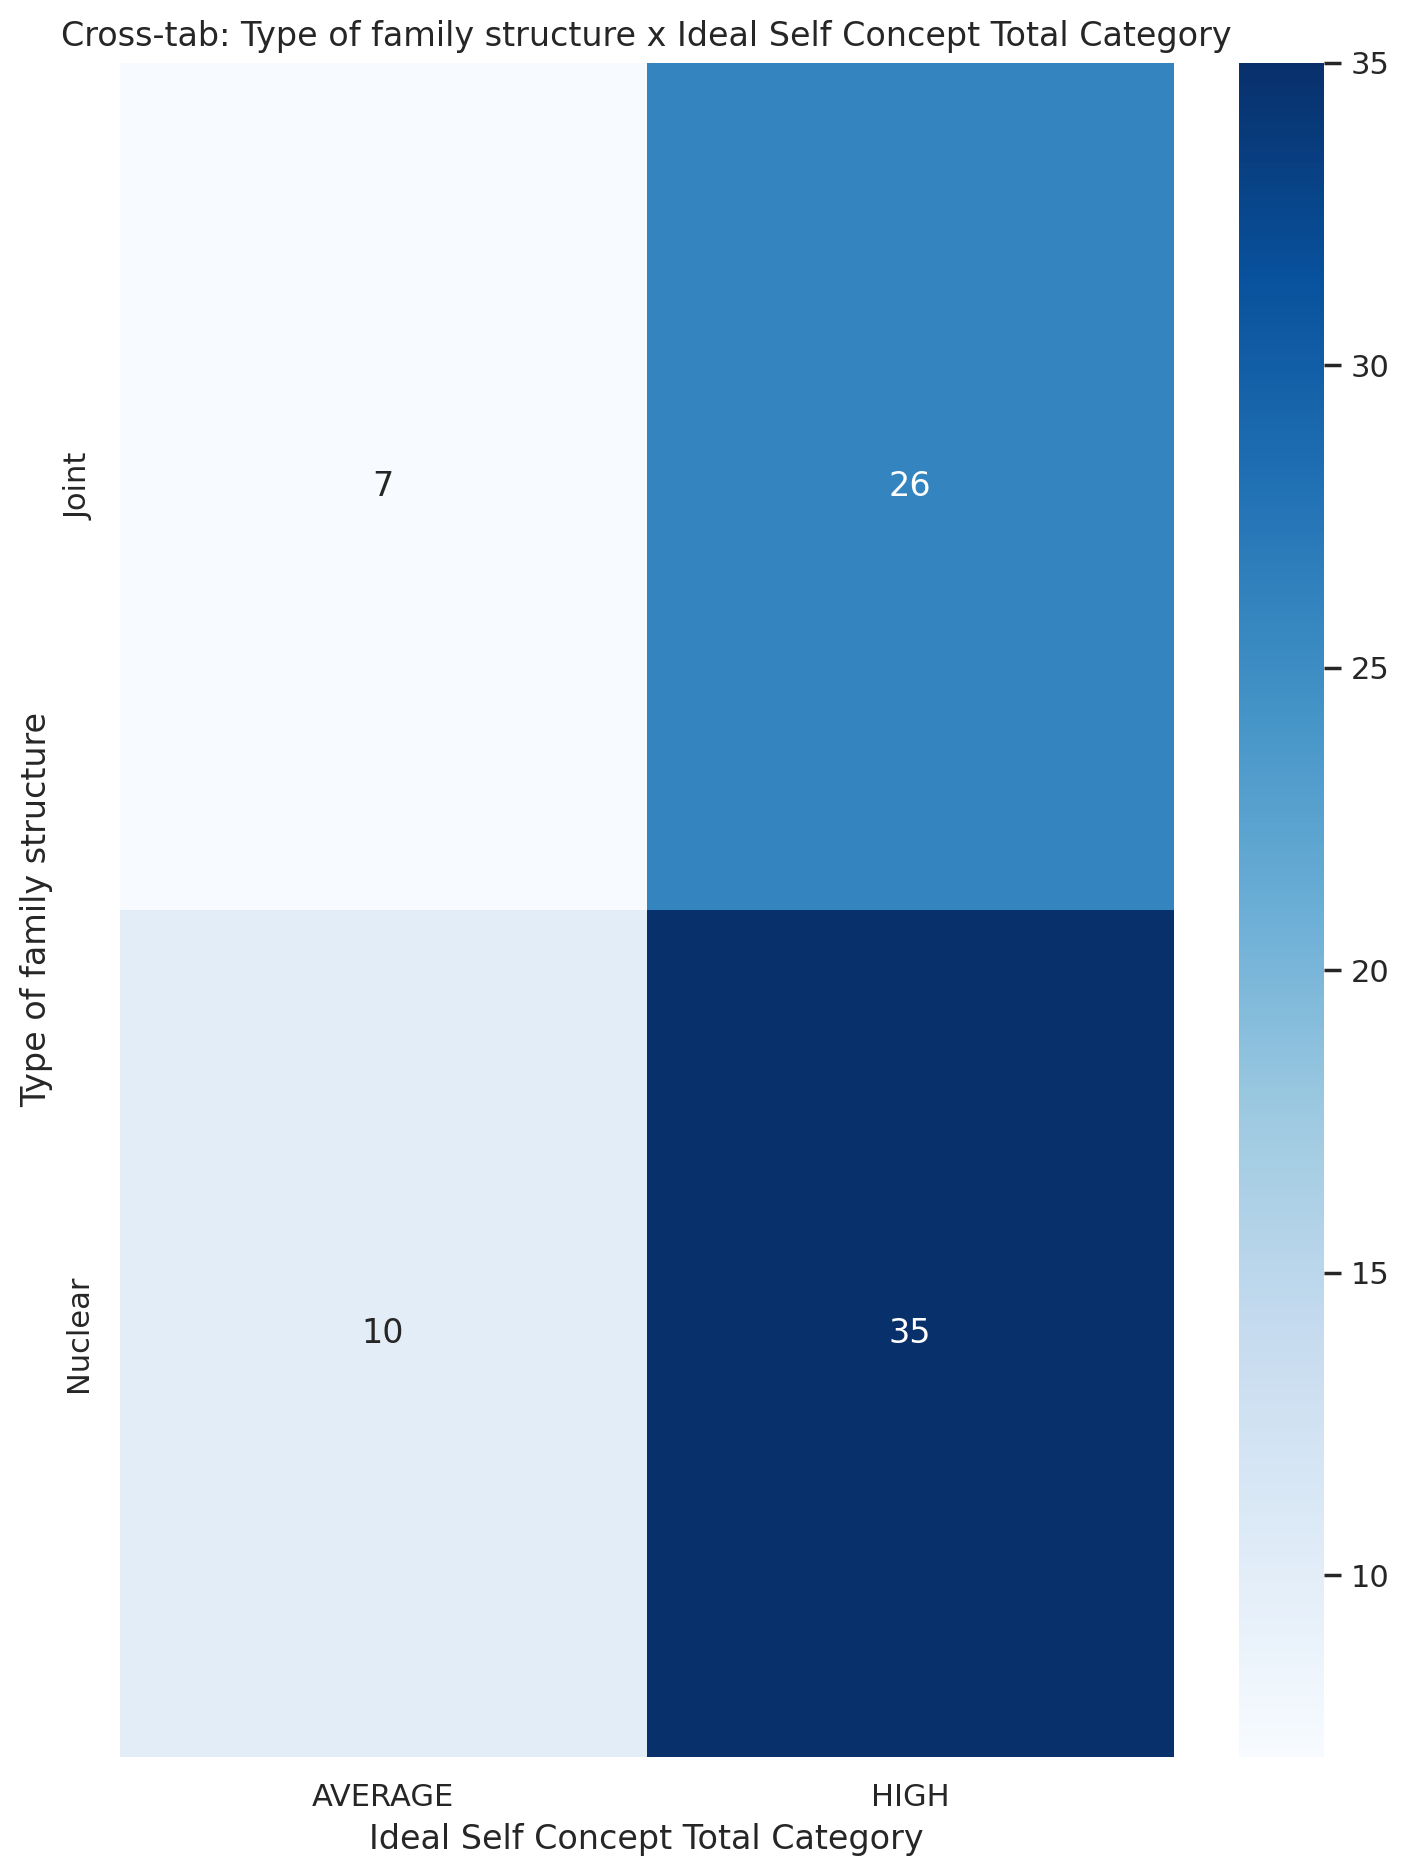 Cross-tab: Type of family structure x Ideal Self Concept Total Category
Type of family structure
Joint
Nuclear
7
26
10
35
AVERAGE
HIGH
Ideal Self Concept Total Category
35
30
25
20
15
10